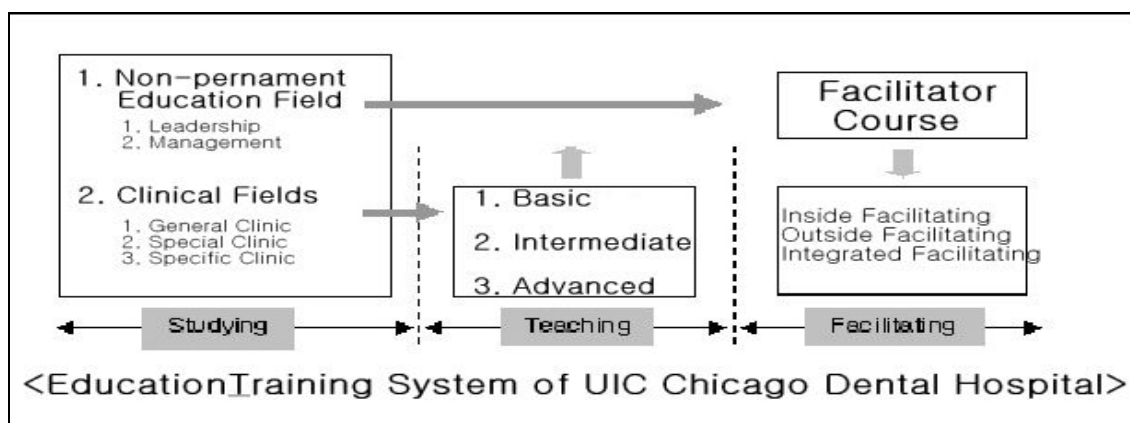 1. Non-pernament
Education Field
1. Leadership
2. Management
2. Clinical Fields
1. General Clinic
2. Special Clinic
3. Specific Clinic
1. Basic
2. Intermediate
3. Advanced
Facilitator
Course
Inside Facilitating
Outside Facilitating
Integrated Facilitating
Studying
Teaching
Facilitating
<EducationTraining System of UIC Chicago Dental Hospital>